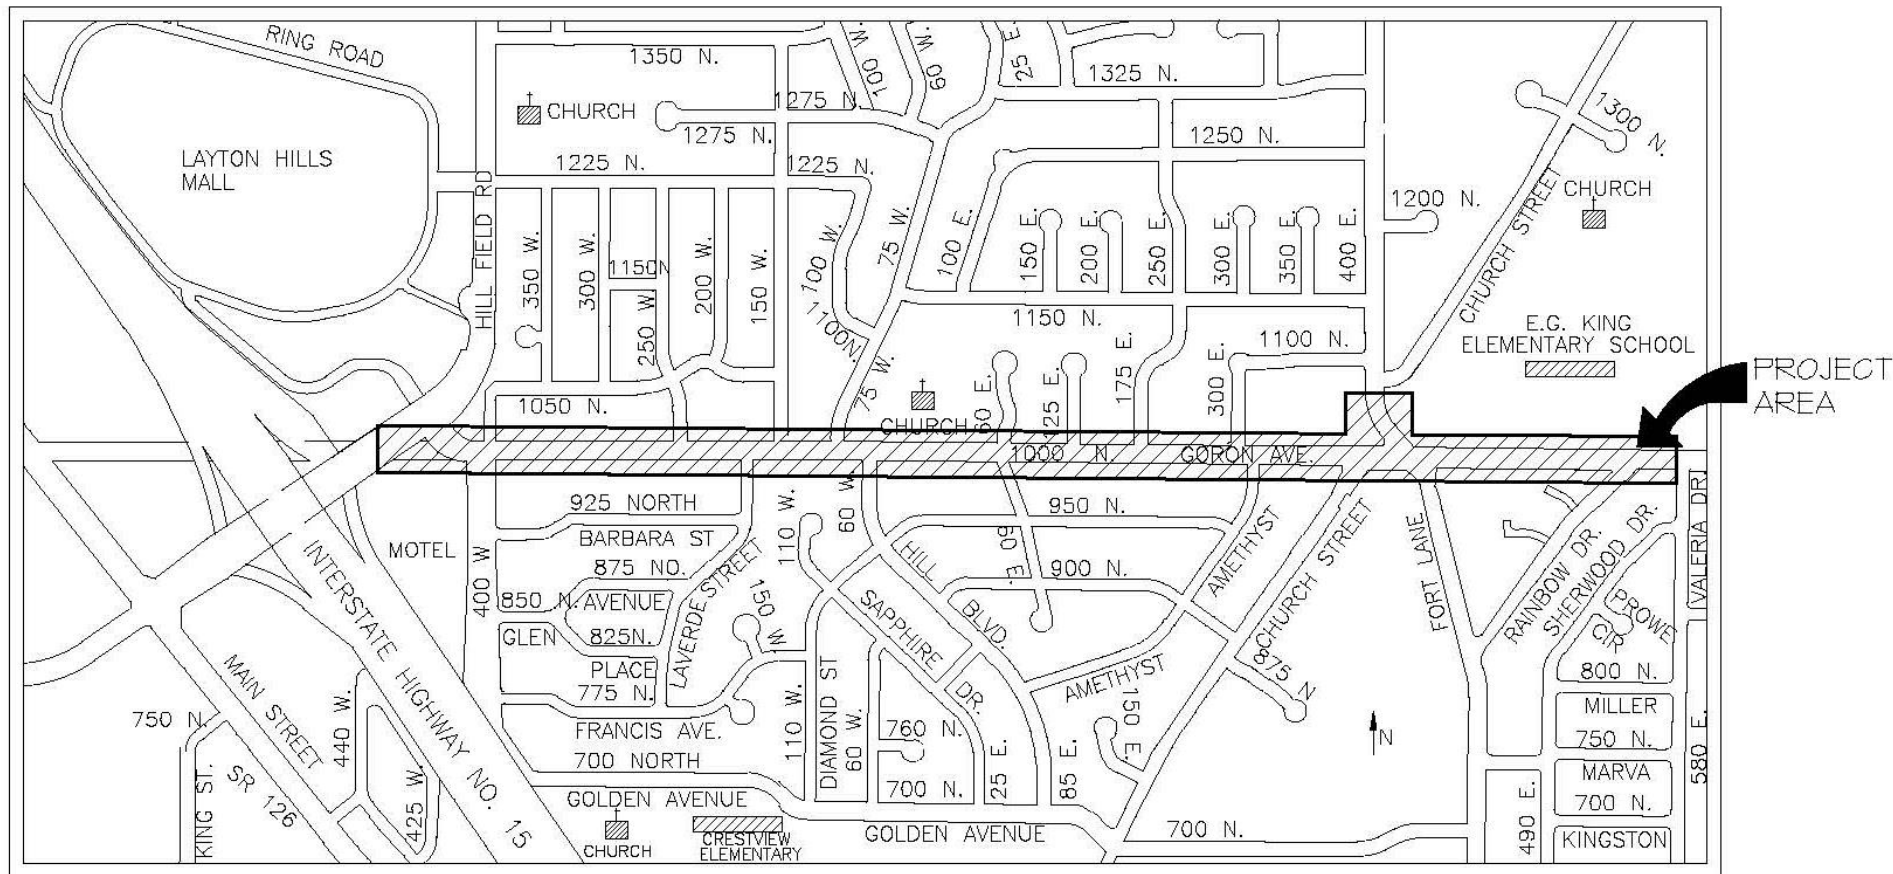 RING ROAD
1350 N.
100 W.
60 W.
25 E.
1325 N.
1275 N.
CHURCH
1275 N.
1250 N.
1300 N.
LAYTON HILLS
MALL
1225 N.
1225 N.
CHURCH
1200 N.
HILL FIELD RD
350 W.
300 W.
1150N
250 W
200 W.
150 W.
100 W.
1100N.
75 W.
100 E.
150 E.
200 E.
250 E.
300 E.
350 E.
400 E.
CHURCH STREET
1150 N.
1100 N.
E.G. KING
ELEMENTARY SCHOOL
PROJECT
AREA
1050 N.
75 W.
CHURCH
60 E.
125 E.
175 E.
300 E.
1000 N.
GORON AVE.
925 NORTH
BARBARA ST
875 NO.
850 N.
AVENUE
GLEN
825N.
PLACE
775 N.
FRANCIS AVE.
700 NORTH
GOLDEN AVENUE
MOTEL
400 W
LAVERDE STREET
150 W.
110 W.
60 W.
950 N.
60 E.
900 N.
HILL
BLVD.
SAPPHIRE
DR.
AMETHYST
AMETHYST
CHURCH STREET
875 N
FORT LANE
RAINBOW DR.
SHERWOOD DR.
VALERIA DR.
PROWE
CIR
800 N.
MILLER
750 N.
MARVA
700 N.
KINGSTON
580 E.
490 E.
N
INTERSTATE HIGHWAY NO. 15
MAIN STREET
SR 126
750 N.
KING ST.
440 W.
425 W.
110 W.
DIAMOND ST
60 W.
760 N.
700 N.
25 E.
85 E.
150 E.
GOLDEN AVENUE
700 N.
CHURCH
CRESTVIEW
ELEMENTARY